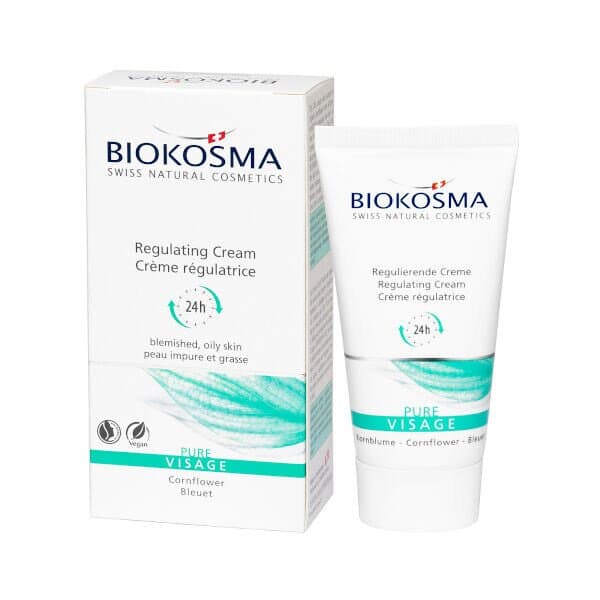 BIOKOSMA
BIOKOSMA
SWISS NATURAL COSMETICS
Regulating Cream
Crème régulatrice
24h
blemished, oily skin
peau impure et grasse
Vegan
PURE
VISAGE
Cornflower
Bleuet
BIOKOSMA
SWISS NATURAL COSMETICS
Regulierende Creme
Regulating Cream
Crème régulatrice
24h
PURE
VISAGE
Kornblume - Cornflower - Bleuet